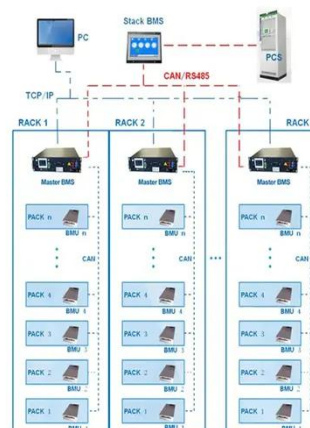 PC
Stack BMS
PCS
CAN/RS485
TCP/IP
RACK 1
RACK 2
RACK
Master BMS
Master BMS
Master BMS
PACK n
BMU n
PACK n
BMU n
PACK n
BMU n
CAN
CAN
CAN
PACK 4
BMU 4
PACK 4
BMU 4
PACK 4
BMU 4
PACK 3
BMU 3
PACK 3
BMU 3
PACK 3
BMU 3
PACK 2
BMU 2
PACK 2
BMU 2
PACK 2
BMU 2
PACK 1
PACK 1
PACK 1